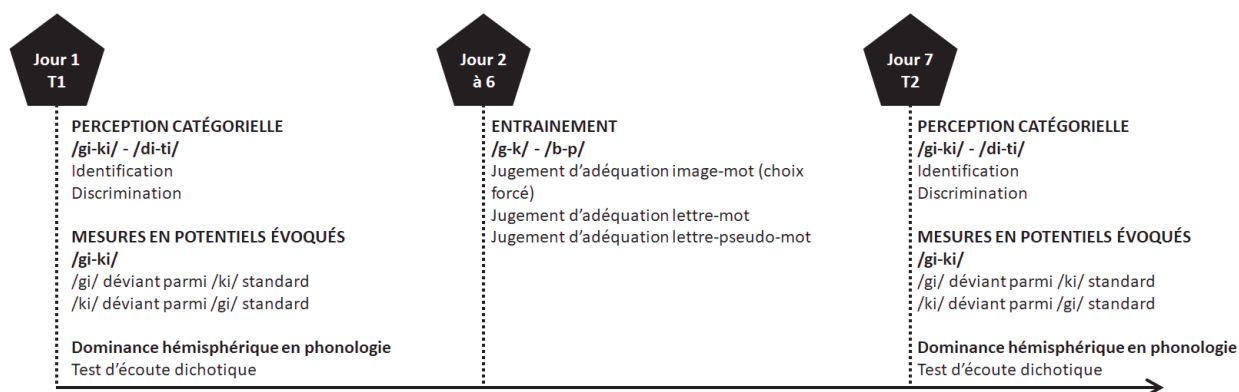 Jour 1
T1
PERCEPTION CATÉGORIELLE
/gi-ki/ - /di-ti/
Identification
Discrimination
MESURES EN POTENTIELS ÉVOQUÉS
/gi-ki/
/gi/ déviant parmi /ki/ standard
/ki/ déviant parmi /gi/ standard
Dominance hémisphérique en phonologie
Test d'écoute dichotique
Jour 2
à 6
ENTRAINEMENT
/g-k/ - /b-p/
Jugement d'adéquation image-mot (choix
forcé)
Jugement d'adéquation lettre-mot
Jugement d'adéquation lettre-pseudo-mot
Jour 7
T2
PERCEPTION CATÉGORIELLE
/gi-ki/ - /di-ti/
Identification
Discrimination
MESURES EN POTENTIELS ÉVOQUÉS
/gi-ki/
/gi/ déviant parmi /ki/ standard
/ki/ déviant parmi /gi/ standard
Dominance hémisphérique en phonologie
Test d'écoute dichotique